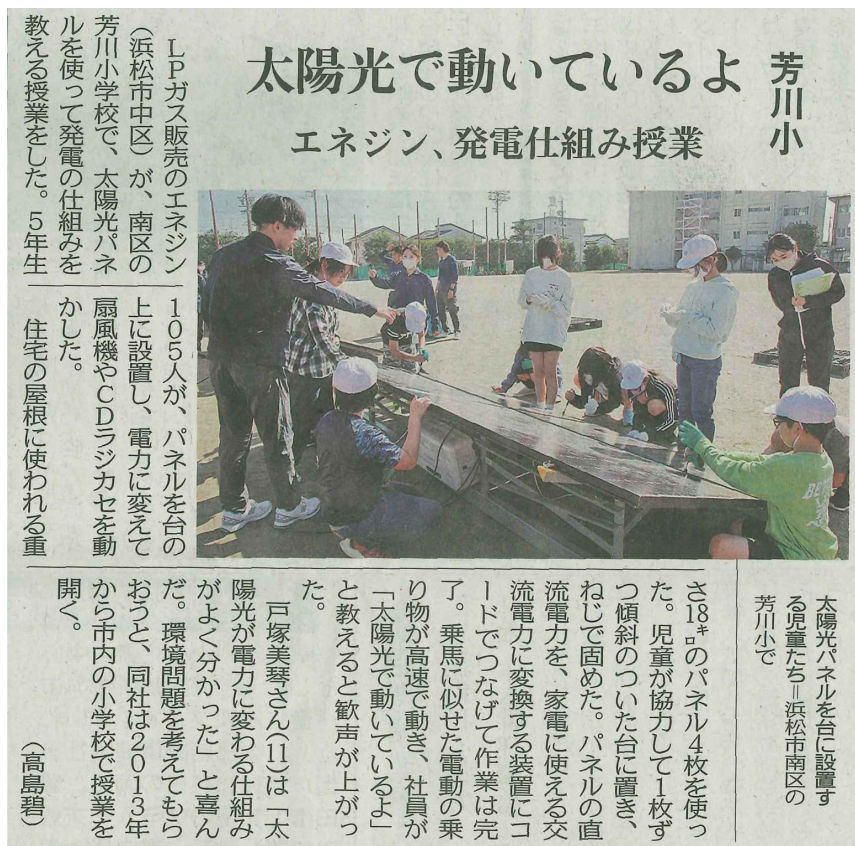 芳川小
太陽光で動いているよ
エネジン、発電仕組み授業
LPガス販売のエネジン
（浜松市中区）が、南区の
芳川小学校で、太陽光パネ
ルを使って発電の仕組みを
教える授業をした。5年生
105人が、パネルを台の
上に設置し、電力に変えて
扇風機やCDラジカセを動
かした。
住宅の屋根に使われる重
さ18㌔のパネル4枚を使っ
た。児童が協力して1枚ず
つ傾斜のついた台に置き、
ねじで固めた。パネルの直
流電力を、家電に使える交
流電力に変換する装置にコ
ードでつなげて作業は完
了。乗馬に似せた電動の乗
り物が高速で動き、社員が
「太陽光で動いているよ」
と教えると歓声が上がっ
た。
戸塚美琴さん(11)は「太
陽光が電力に変わる仕組み
がよく分かった」と喜ん
だ。環境問題を考えてもら
おうと、同社は2013年
から市内の小学校で授業を
開く。
（高島碧）
太陽光パネルを台に設置す
る児童たち＝浜松市南区の
芳川小で